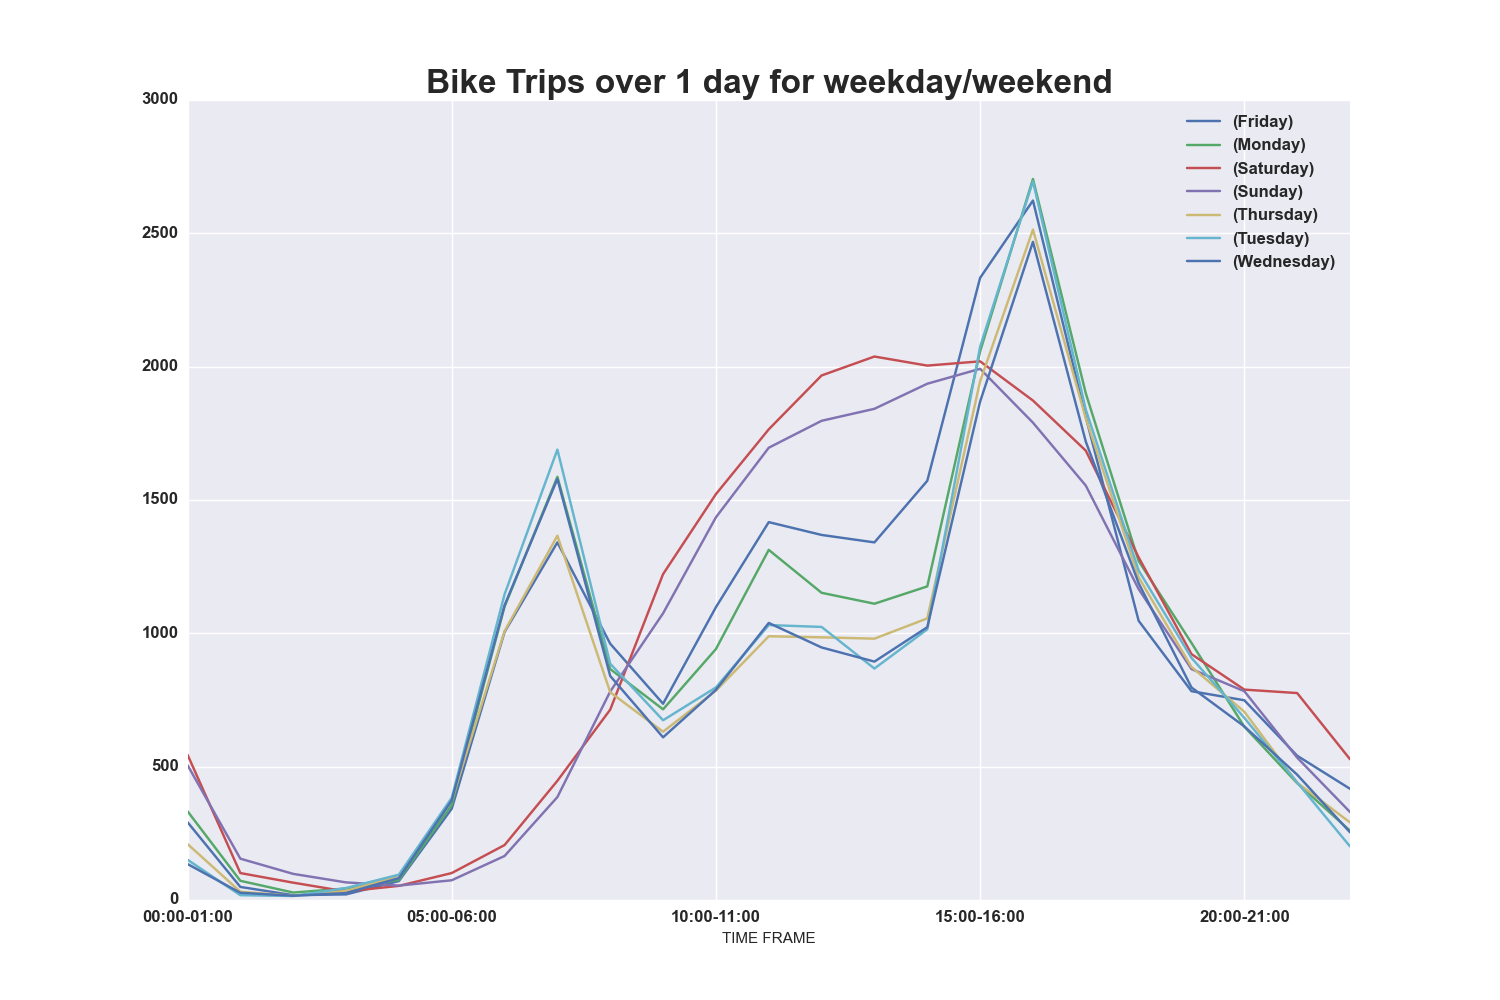 Bike Trips over 1 day for weekday/weekend
3000
2500
2000
1500
1000
500
0
(Friday)
(Monday)
(Saturday)
(Sunday)
(Thursday)
(Tuesday)
(Wednesday)
00:00-01:00 05:00-06:00 10:00-11:00 15:00-16:00 20:00-21:00
TIME FRAME